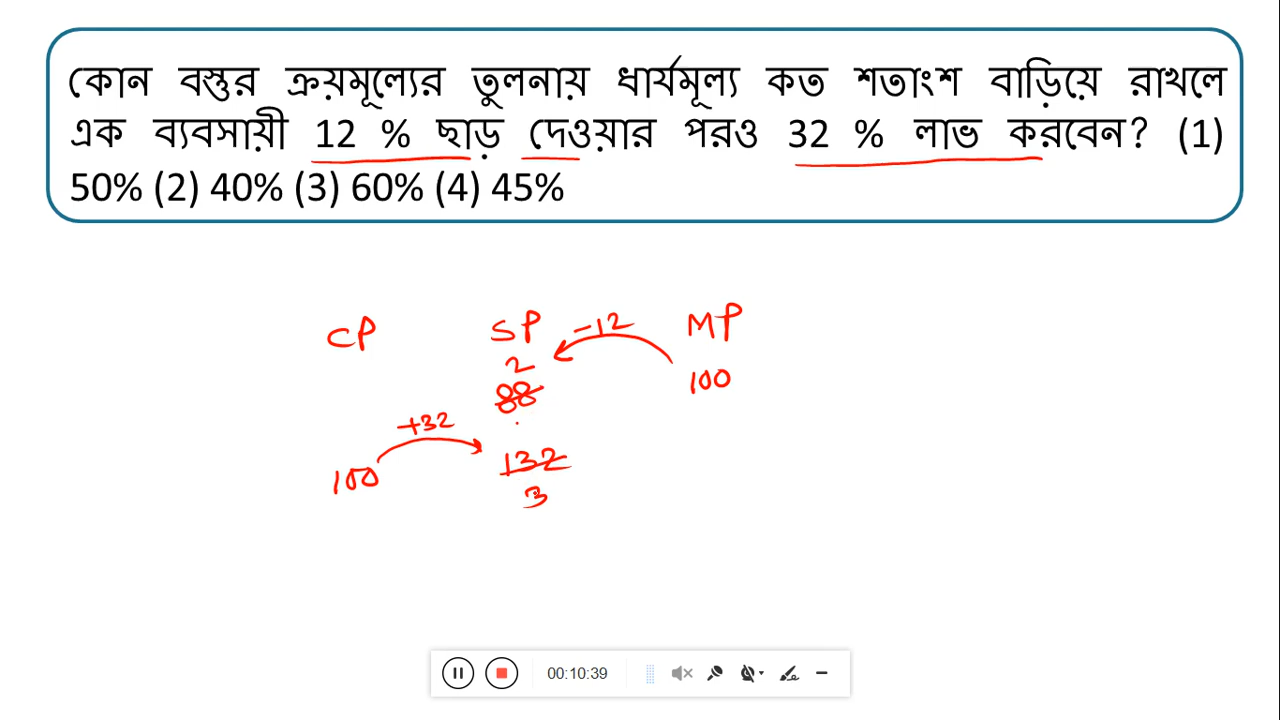 কোন বস্তুর ক্রয়মূল্যের তুলনায় ধার্যমূল্য কত শতাংশ বাড়িয়ে রাখলে
এক ব্যবসায়ী 12 % ছাড় দেওয়ার পরও 32 % লাভ করবেন? (1)
50% (2) 40% (3) 60% (4) 45%
CP SP -12 MP
2
88 100
+32
100 132
3
00:10:39